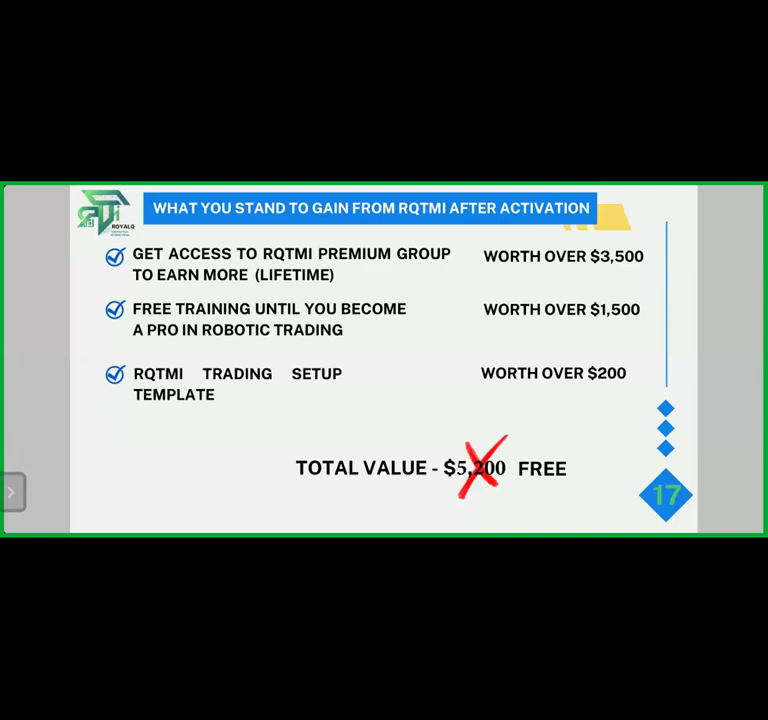 WHAT YOU STAND TO GAIN FROM RQTMI AFTER ACTIVATION
ROYALQ
GET ACCESS TO RQTMI PREMIUM GROUP WORTH OVER $3,500
TO EARN MORE (LIFETIME)
FREE TRAINING UNTIL YOU BECOME WORTH OVER $1,500
A PRO IN ROBOTIC TRADING
RQTMI TRADING SETUP WORTH OVER $200
TEMPLATE
TOTAL VALUE - $5,200 FREE
17